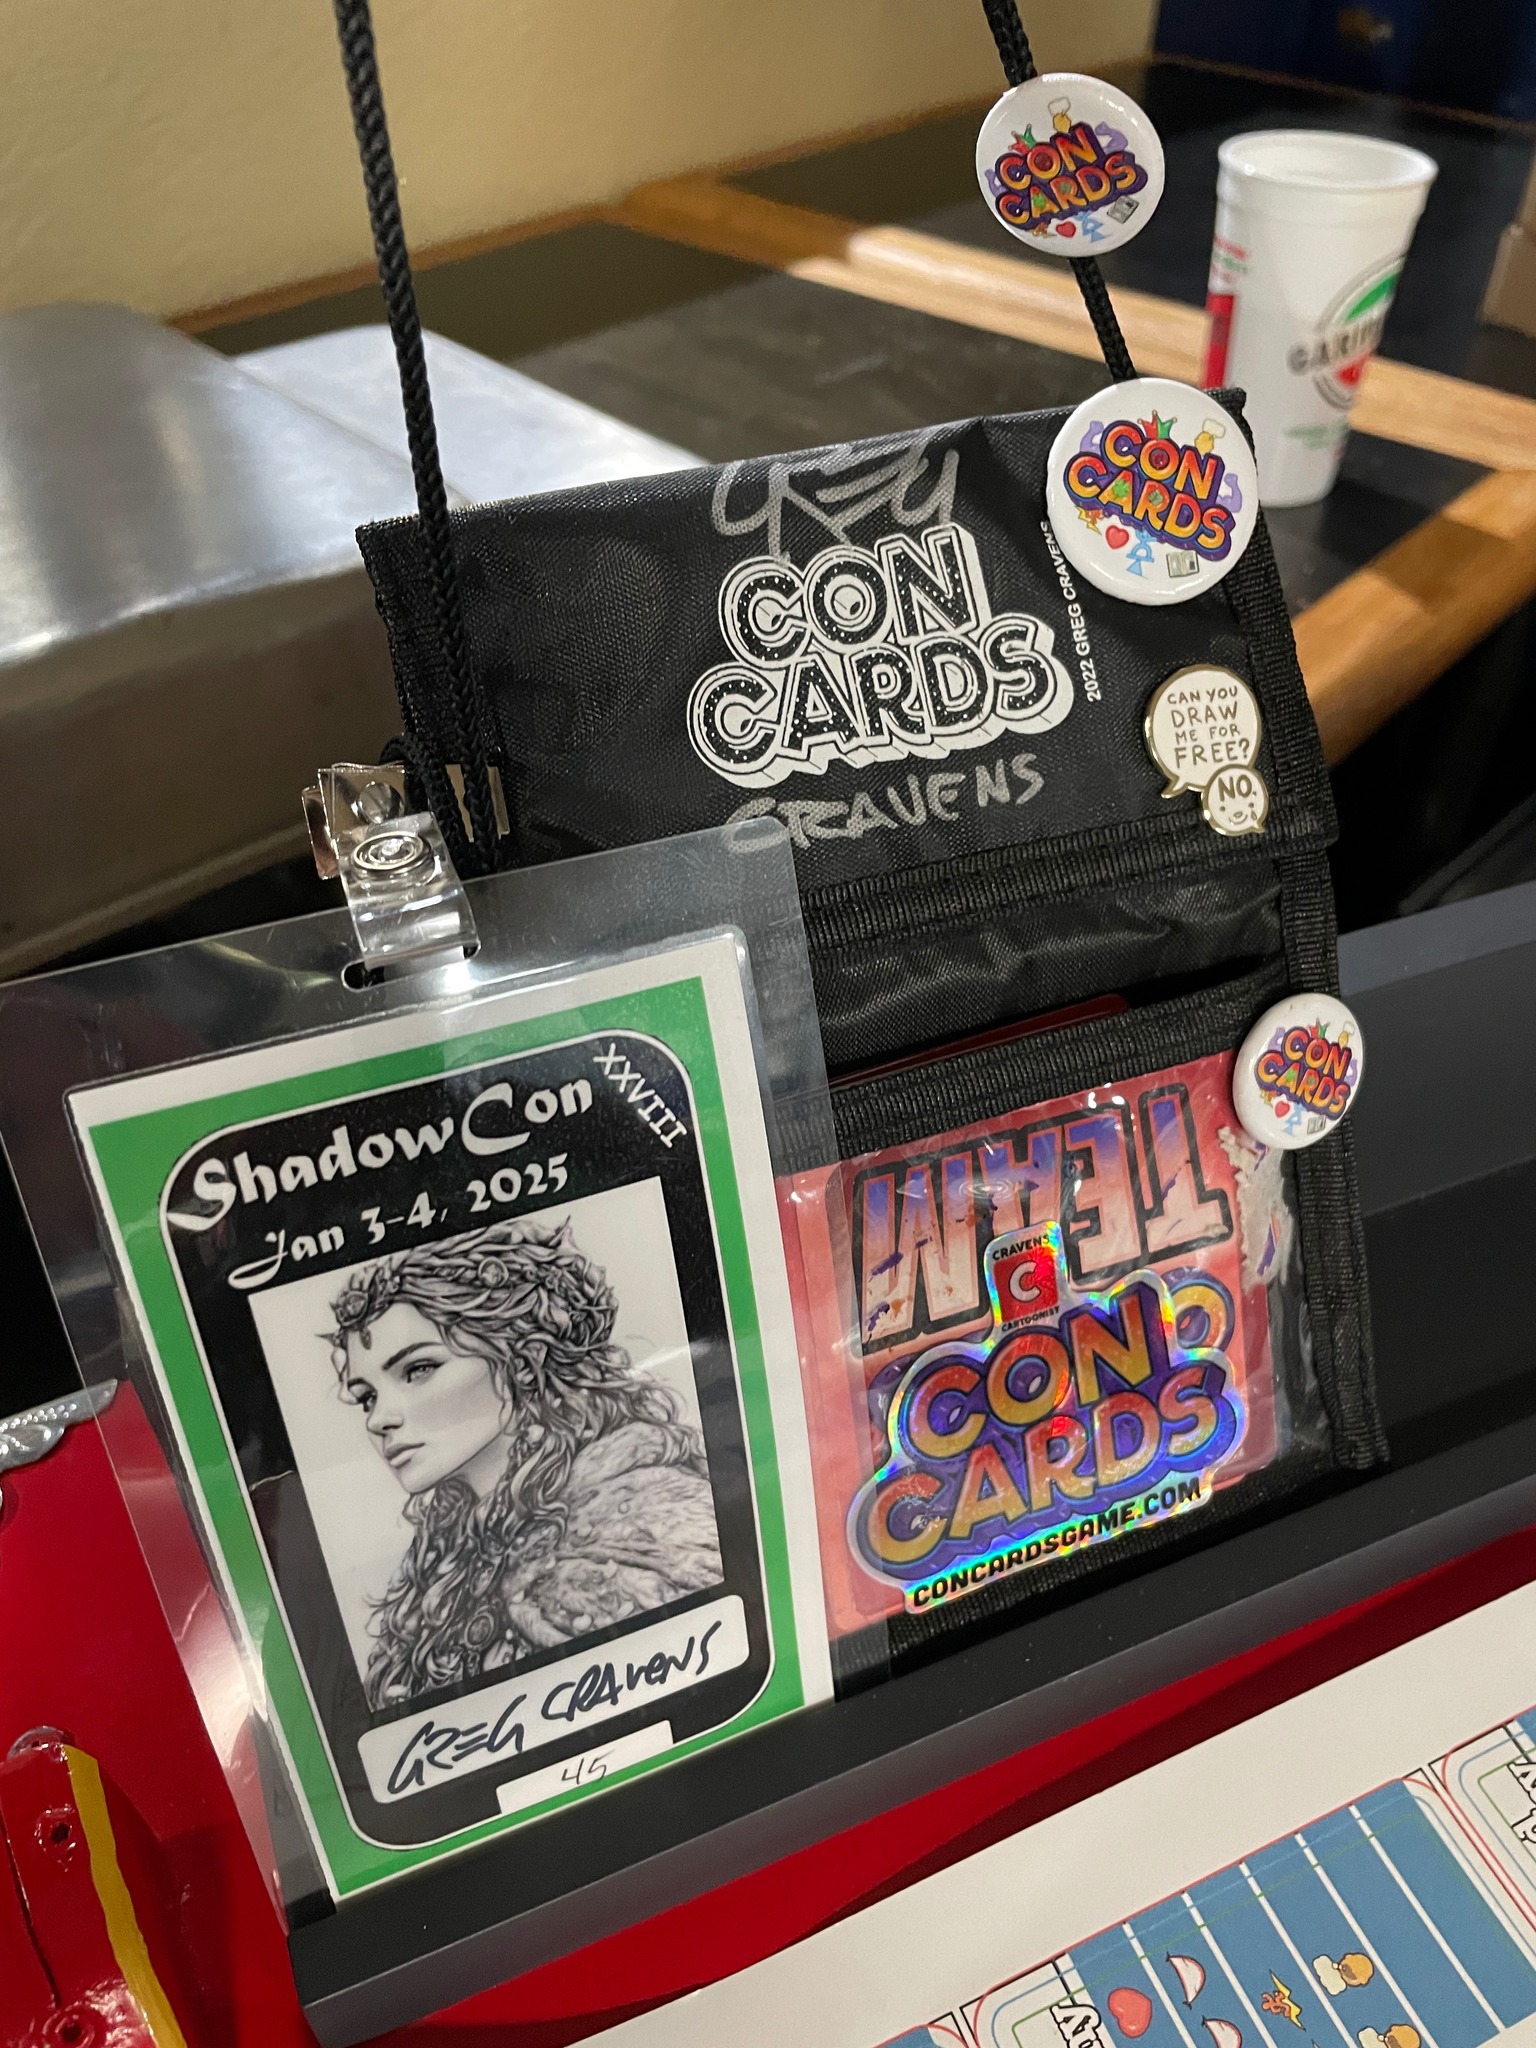 CON
CARDS
CON
CARDS
GREG
CON
CARDS
2022 GREG CRAVENS
CRAVENS
CAN YOU
DRAW
ME FOR
FREE?
NO.
CON
CARDS
ShadowCon
XXVIII
Jan 3-4, 2025
GREG CRAVENS
45
TEAM
CRAVENS
C
CARTOONIST
CON
CARDS
CONCARDSGAME.COM